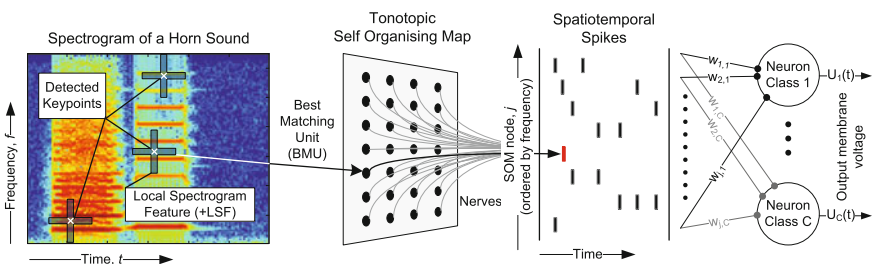 Spectrogram of a Horn Sound
Detected
Keypoints
Local Spectrogram
Feature (+LSF)
Frequency, f
Time, t
Best
Matching
Unit
(BMU)
Tonotopic
Self Organising Map
Nerves
Spatiotemporal
Spikes
SOM node, j
(ordered by frequency)
Time
w1,1
w2,1
wj,1
w1,C
w2,C
wj,C
Neuron
Class 1
Neuron
Class C
U1(t)
UC(t)
Output membrane
voltage